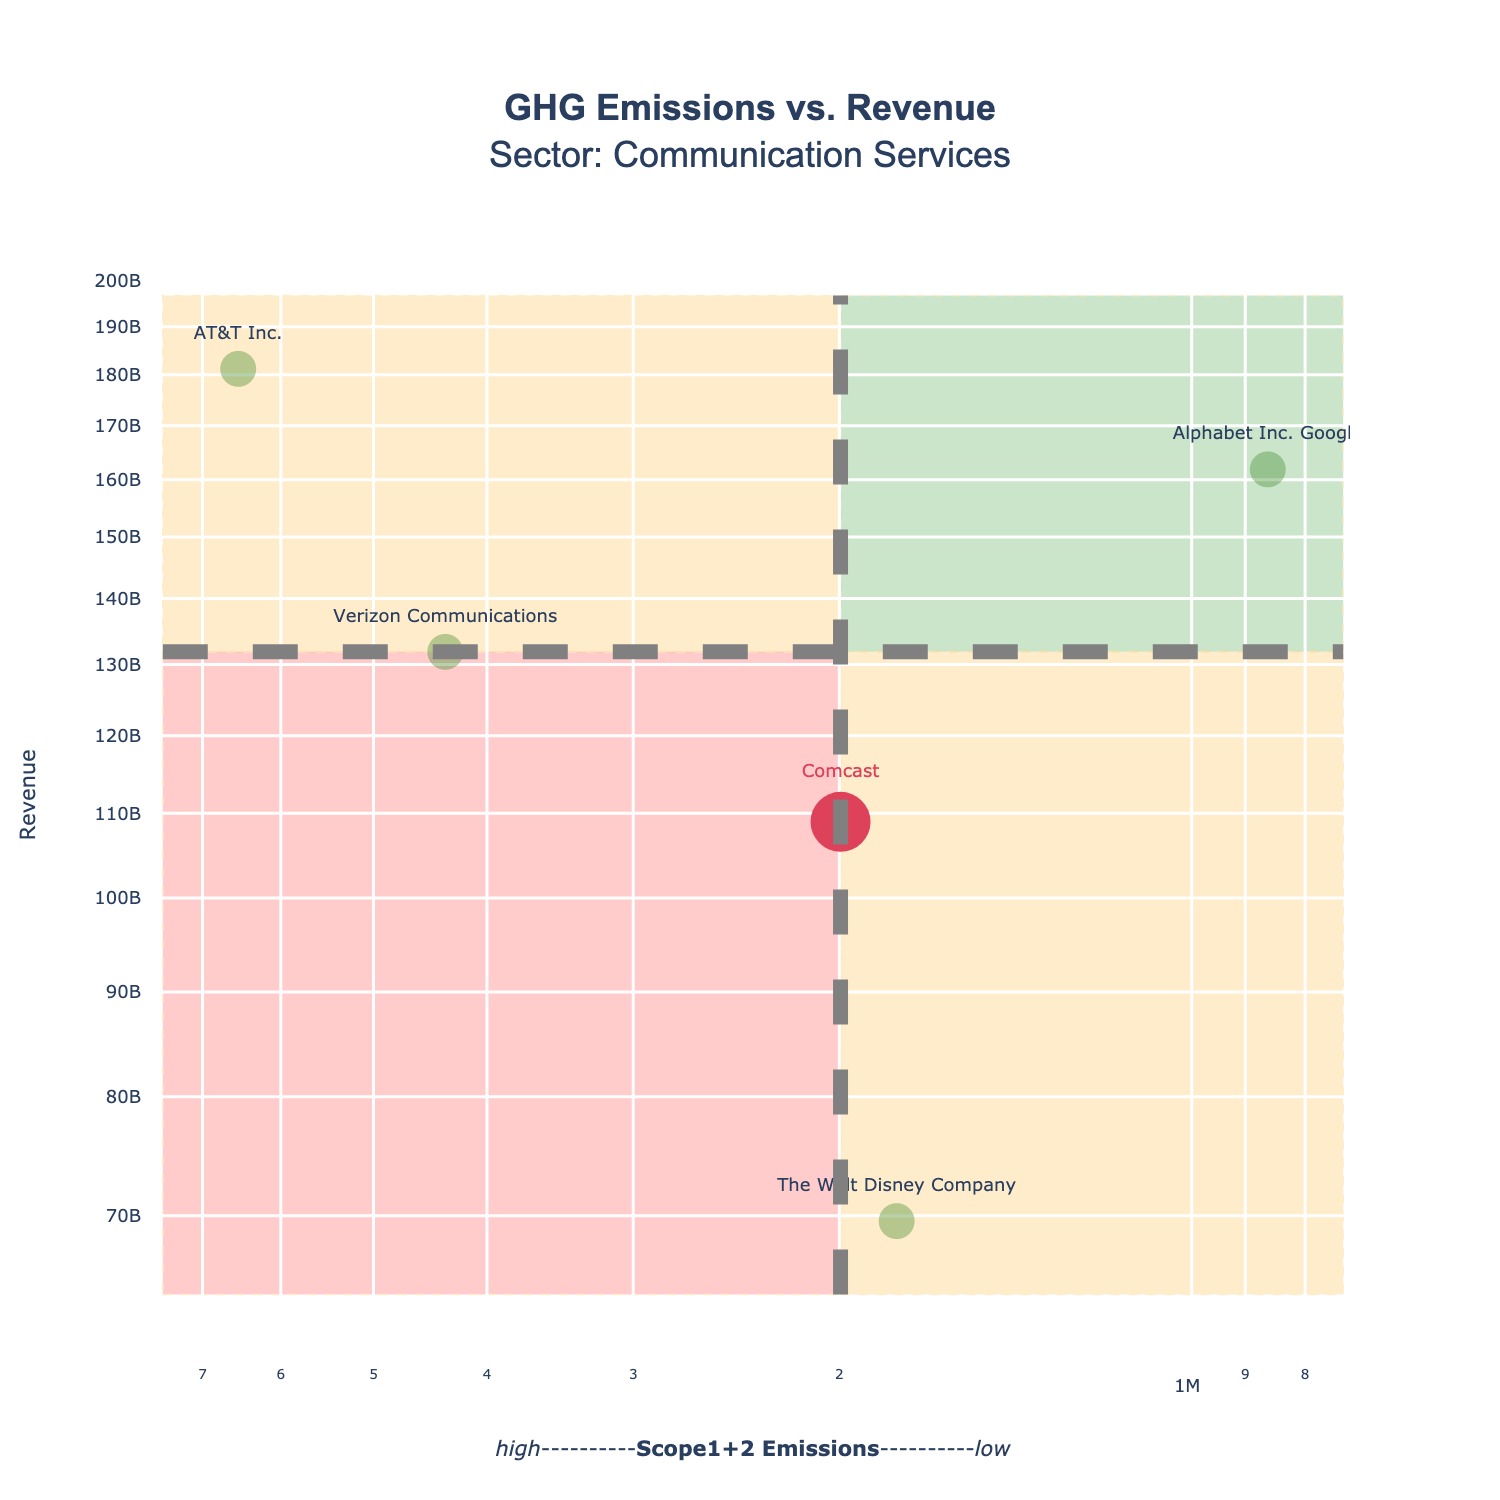 GHG Emissions vs. Revenue
Sector: Communication Services
200B
190B
180B
170B
160B
150B
140B
130B
120B
110B
100B
90B
80B
70B
Revenue
AT&T Inc.
Alphabet Inc. Googl
Verizon Communications
Comcast
The Walt Disney Company
7 6 5 4 3 2 1M 9 8
high----------Scope1+2 Emissions----------low